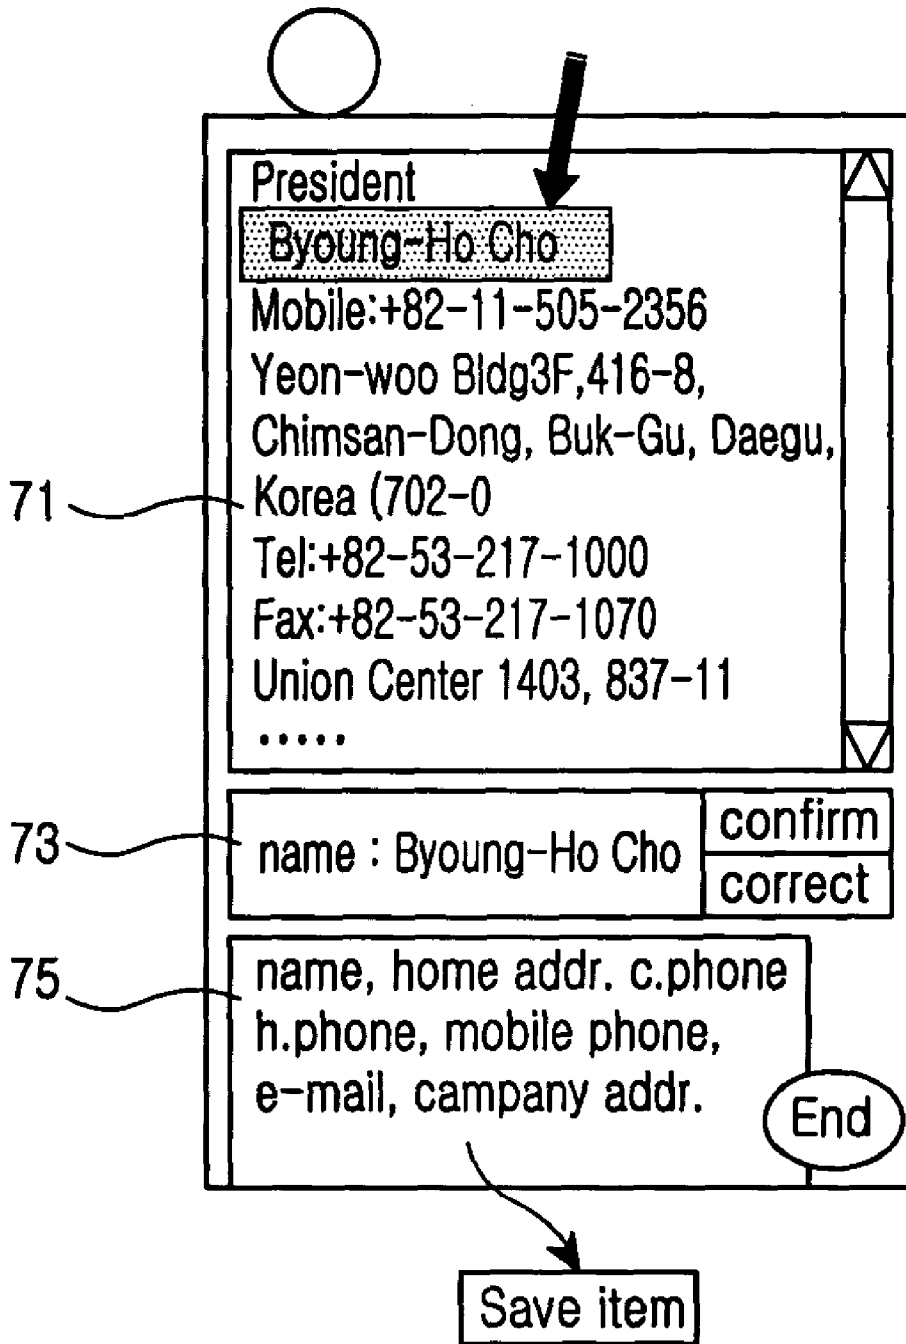 President
Byoung-Ho Cho
Mobile:+82-11-505-2356
Yeon-woo Bldg3F,416-8,
Chimsan-Dong, Buk-Gu, Daegu,
71
Korea (702-0
Tel:+82-53-217-1000
Fax:+82-53-217-1070
Union Center 1403, 837-11
.....
73
name : Byoung-Ho Cho
confirm
correct
75
name, home addr. c.phone
h.phone, mobile phone,
e-mail, campany addr.
End
Save item